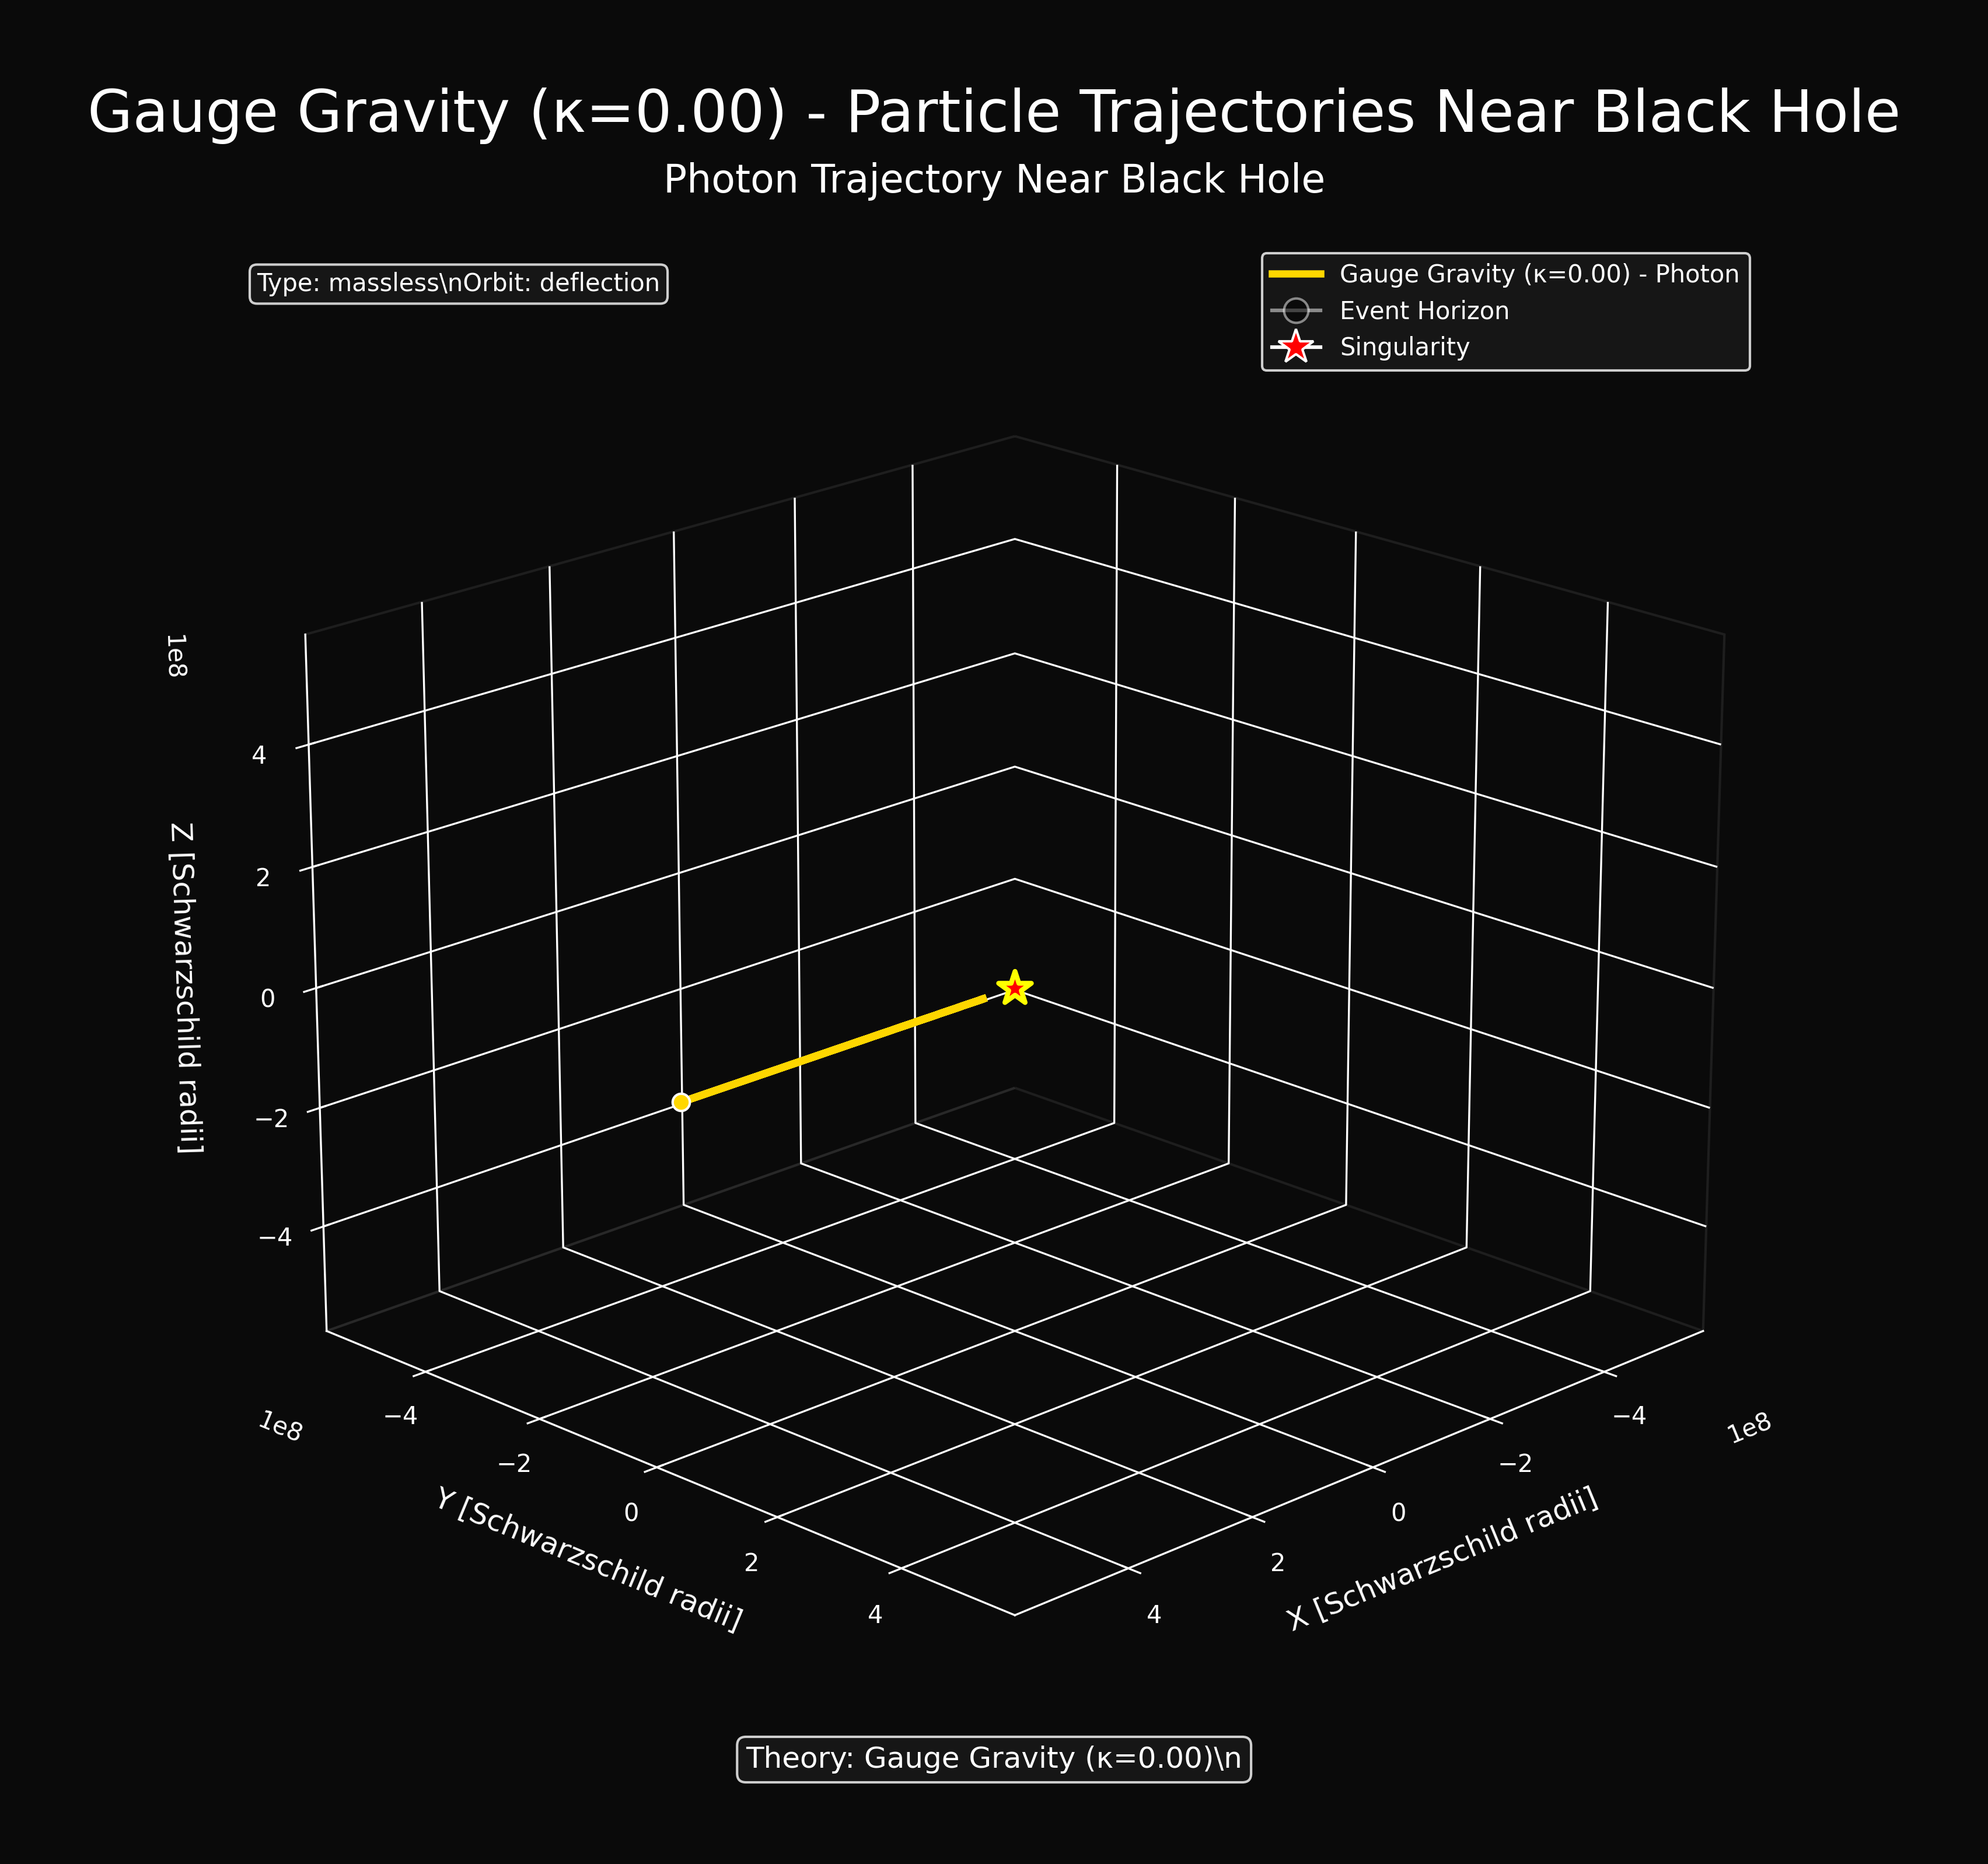 Gauge Gravity (κ=0.00) - Particle Trajectories Near Black Hole
Photon Trajectory Near Black Hole
Type: massless\nOrbit: deflection
Gauge Gravity (κ=0.00) - Photon
Event Horizon
Singularity
1e8
4
2
0
−2
−4
Z [Schwarzschild radii]
1e8
−4
−2
0
2
4
Y [Schwarzschild radii]
1e8
−4
−2
0
2
4
X [Schwarzschild radii]
Theory: Gauge Gravity (κ=0.00)\n